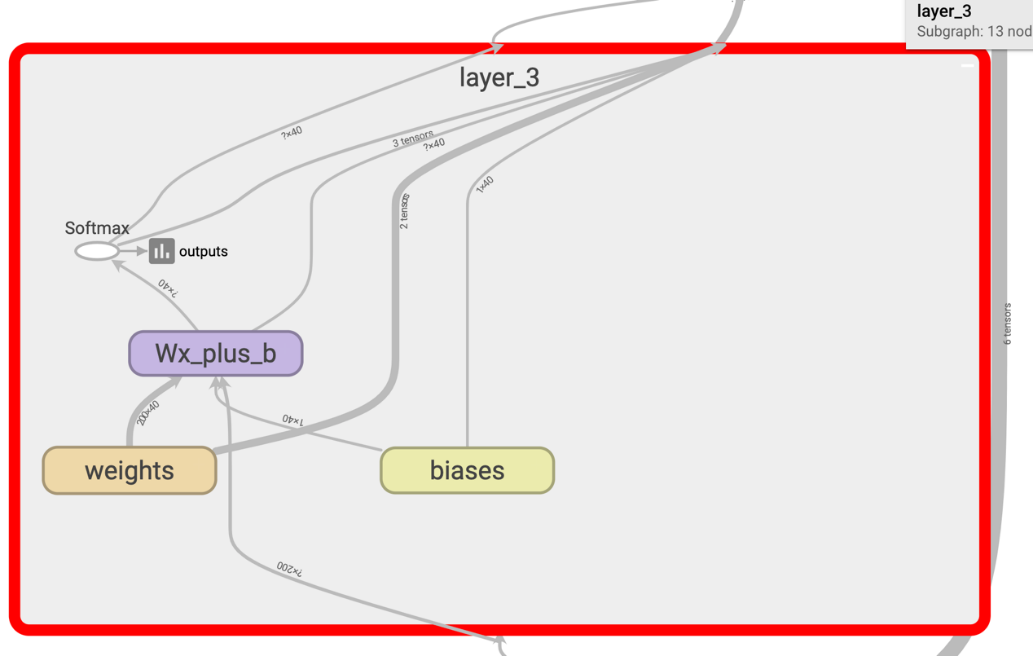 layer_3
Subgraph: 13 nod
layer_3
?×40
3 tensors
?×40
2 tensors
1×40
Softmax
outputs
?×40
6 tensors
Wx_plus_b
200×40
1×40
weights
biases
?×200